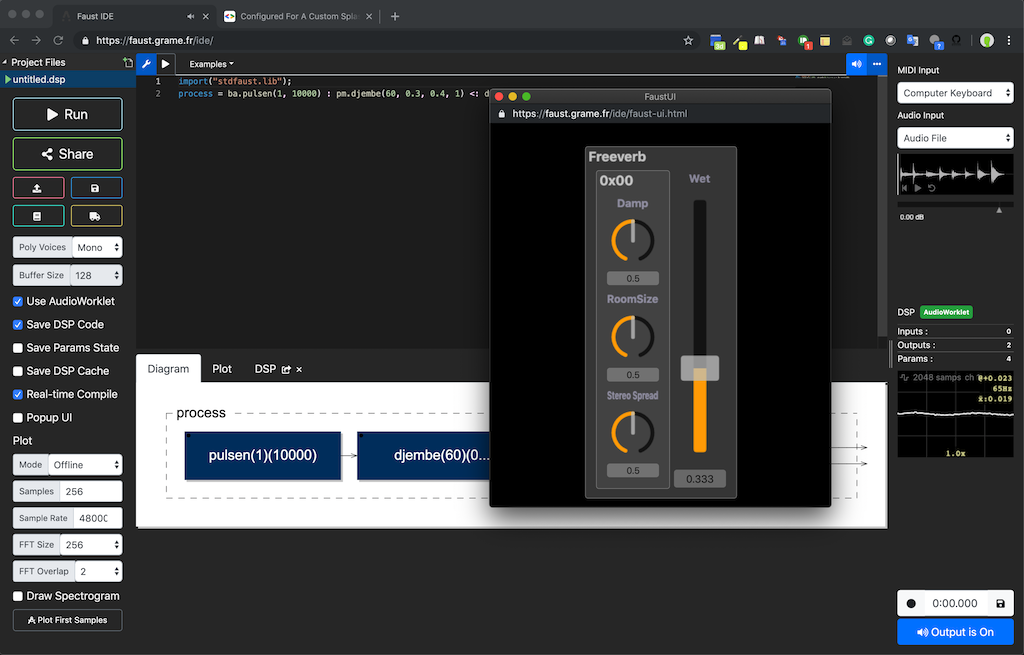 Faust IDE
Configured For A Custom Spla
https://faust.grame.fr/ide/
Project Files
untitled.dsp
Run
Share
Poly Voices Mono
Buffer Size 128
Use AudioWorklet
Save DSP Code
Save Params State
Save DSP Cache
Real-time Compile
Popup UI
Plot
Mode Offline
Samples 256
Sample Rate 48000
FFT Size 256
FFT Overlap 2
Draw Spectrogram
Plot First Samples
Examples
1 import("stdfaust.lib");
2 process = ba.pulsen(1, 10000) : pm.djembe(60, 0.3, 0.4, 1) <: d
Diagram Plot DSP
process
pulsen(1)(10000)
djembe(60)(0...
FaustUI
https://faust.grame.fr/ide/faust-ui.html
Freeverb
0x00
Wet
Damp
0.5
RoomSize
0.5
Stereo Spread
0.5
0.333
MIDI Input
Computer Keyboard
Audio Input
Audio File
0.00 dB
DSP AudioWorklet
Inputs : 0
Outputs : 2
Params : 4
2048 samps ch
+0.023
65Hz
x̄:0.019
1.0x
0:00.000
Output is On